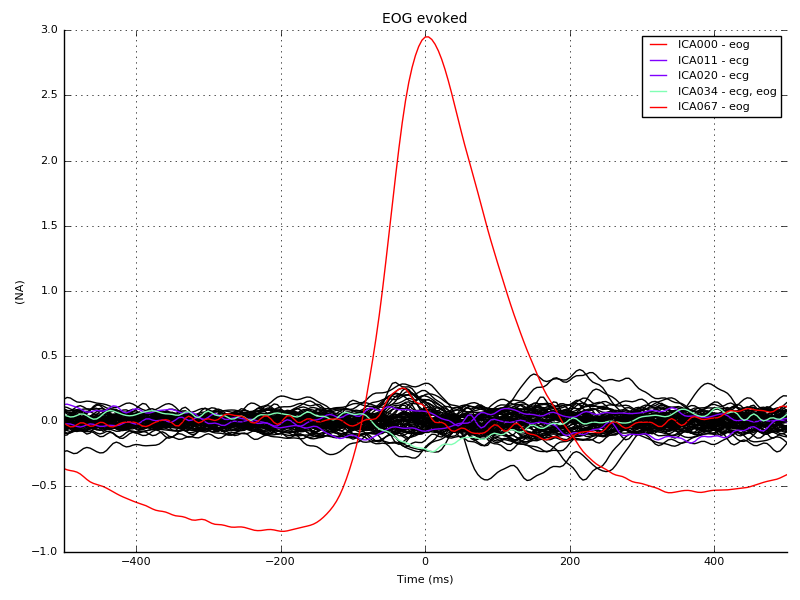 EOG evoked
3.0
2.5
2.0
1.5
1.0
0.5
0.0
−0.5
−1.0
(NA)
−400
−200
0
200
400
Time (ms)
ICA000 - eog
ICA011 - ecg
ICA020 - ecg
ICA034 - ecg, eog
ICA067 - eog